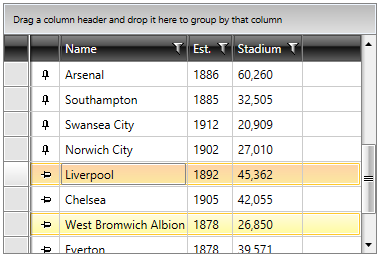 Drag a column header and drop it here to group by that column
Name Est. Stadium
Arsenal 1886 60,260
Southampton 1885 32,505
Swansea City 1912 20,909
Norwich City 1902 27,010
Liverpool 1892 45,362
Chelsea 1905 42,055
West Bromwich Albion 1878 26,850
Everton 1878 39,571